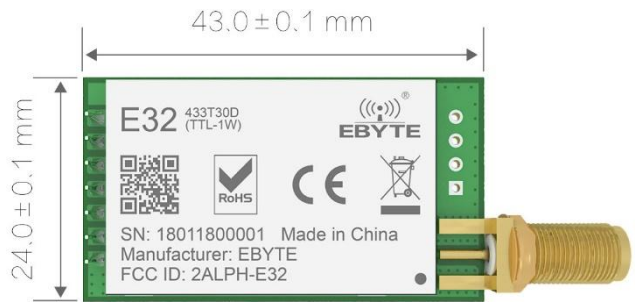 43.0±0.1 mm
24.0±0.1 mm
E32 433T30D
(TTL-1W)
®
EBYTE
RoHS
CE
SN: 18011800001 Made in China
Manufacturer: EBYTE
FCC ID: 2ALPH-E32